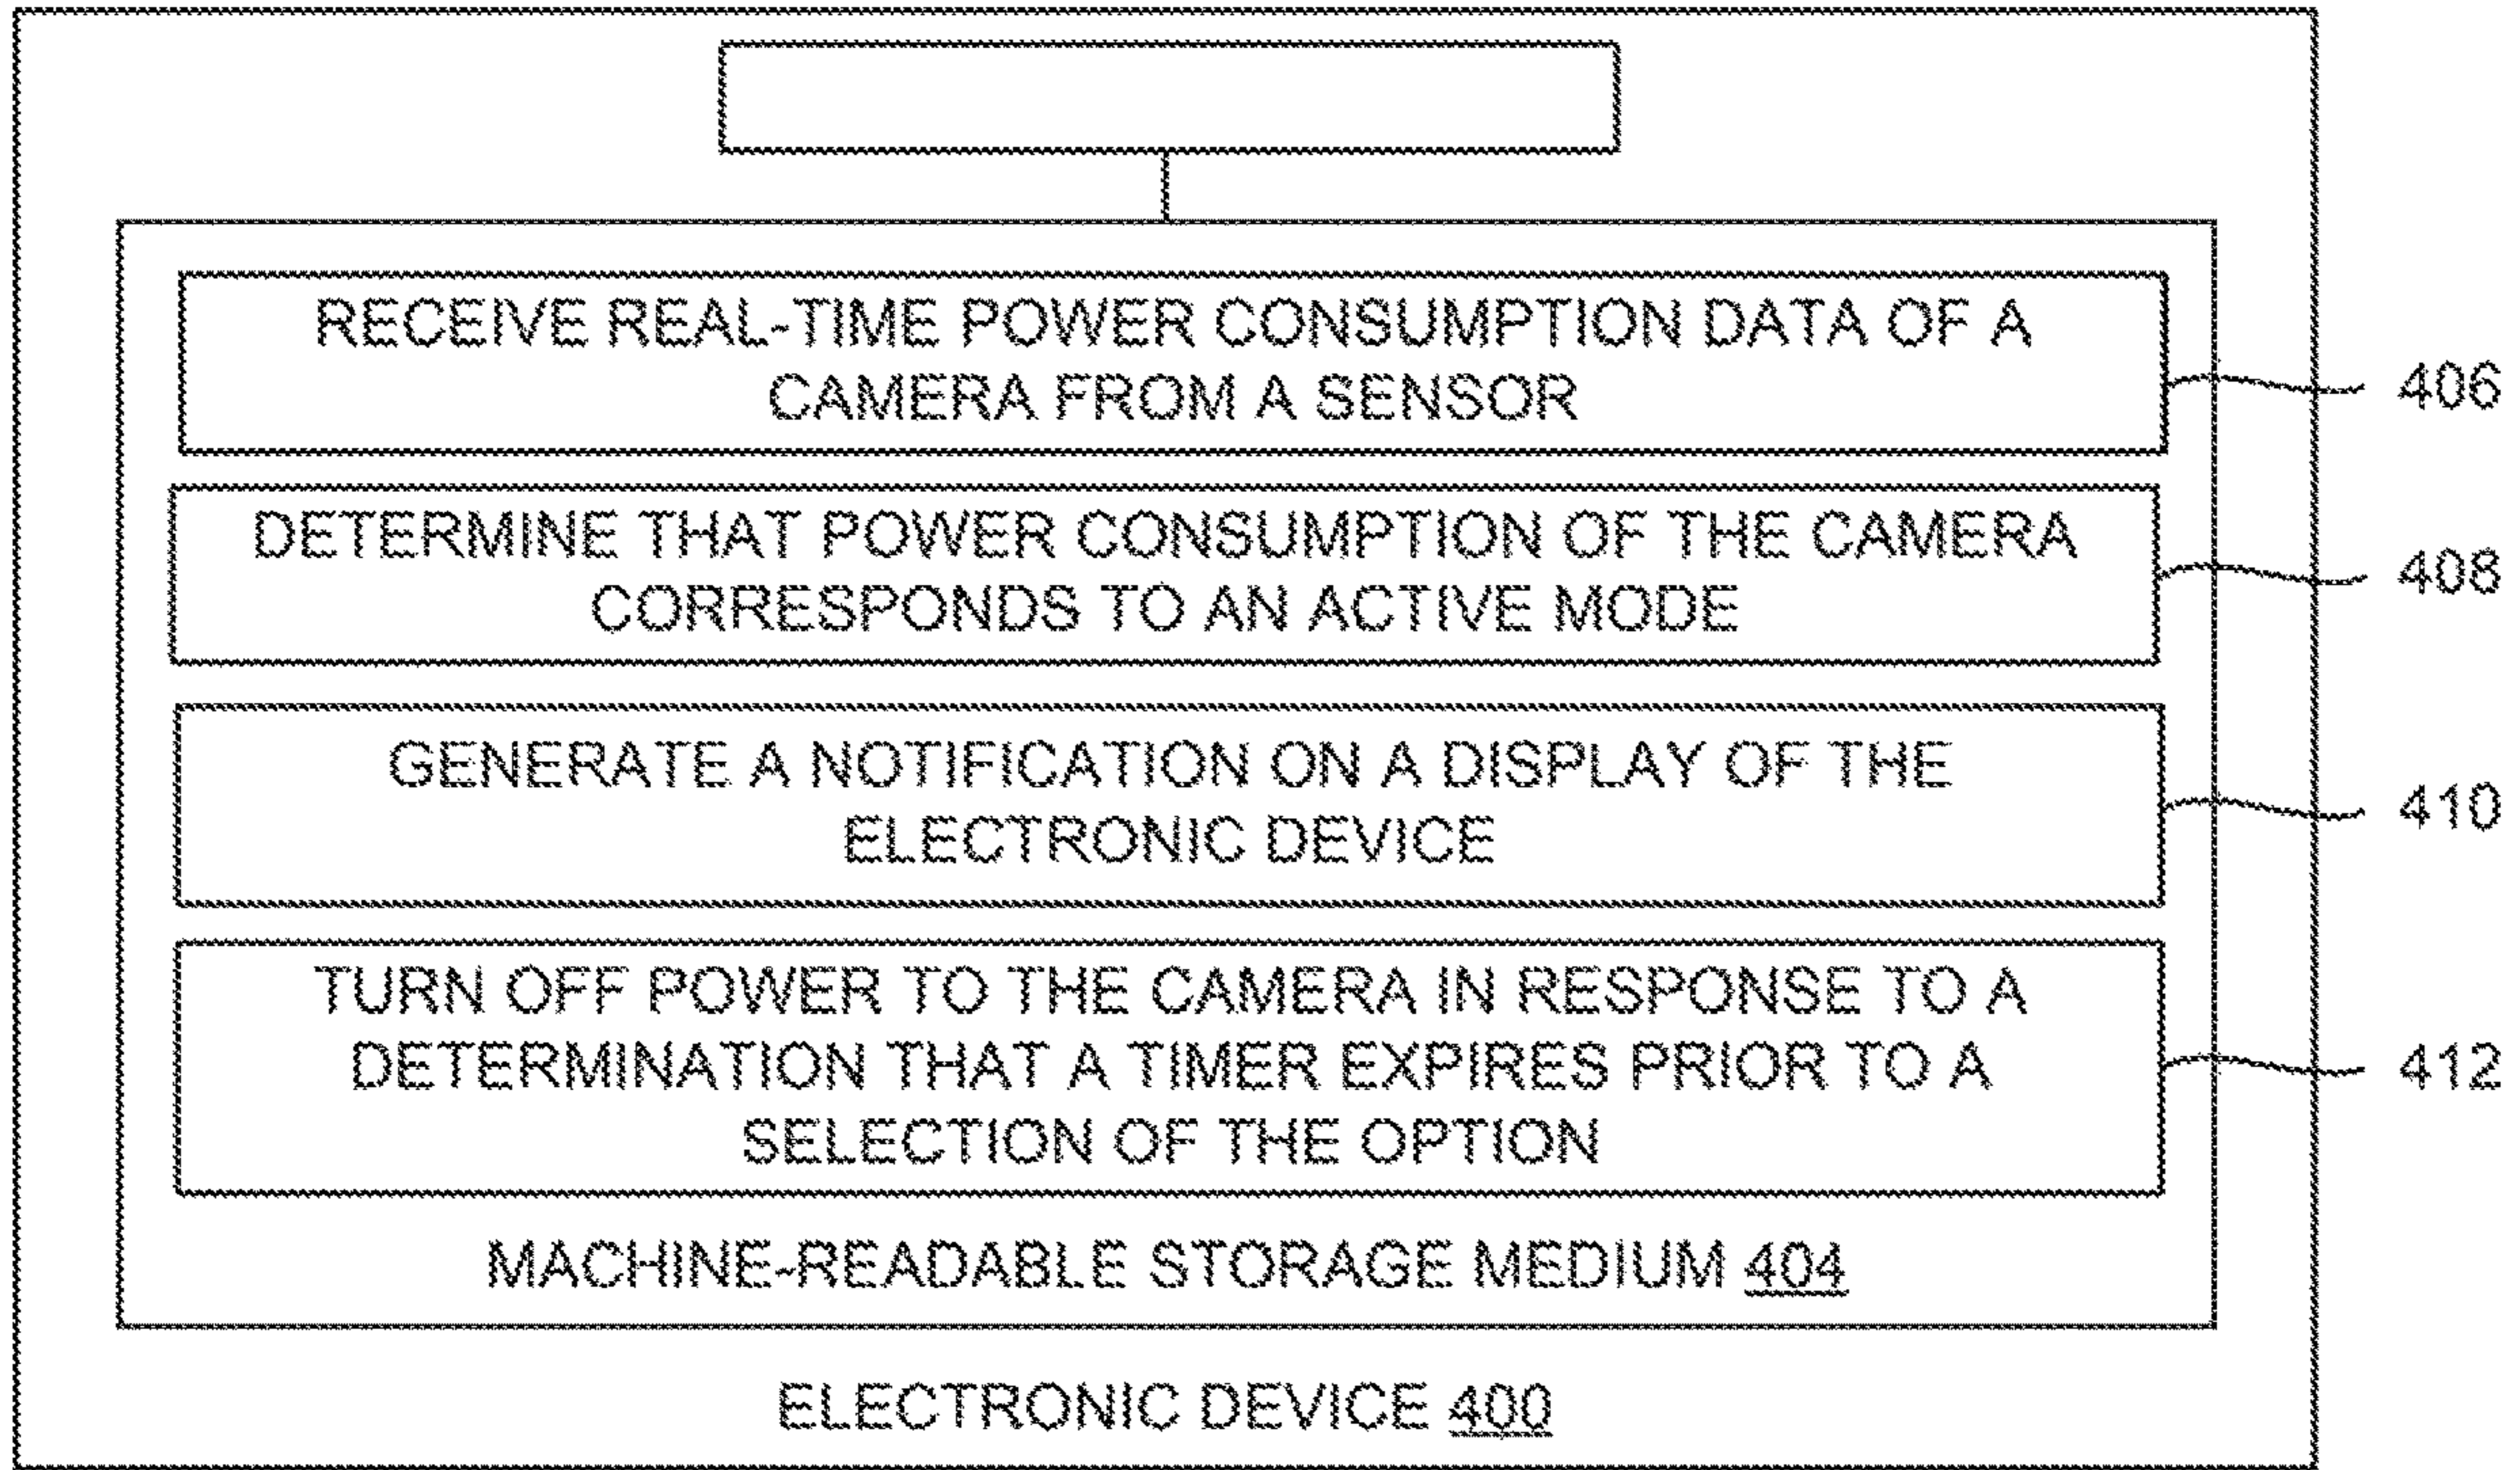 RECEIVE REAL-TIME POWER CONSUMPTION DATA OF A
CAMERA FROM A SENSOR
406
DETERMINE THAT POWER CONSUMPTION OF THE CAMERA
CORRESPONDS TO AN ACTIVE MODE
408
GENERATE A NOTIFICATION ON A DISPLAY OF THE
ELECTRONIC DEVICE
410
TURN OFF POWER TO THE CAMERA IN RESPONSE TO A
DETERMINATION THAT A TIMER EXPIRES PRIOR TO A
SELECTION OF THE OPTION
412
MACHINE-READABLE STORAGE MEDIUM 404
ELECTRONIC DEVICE 400